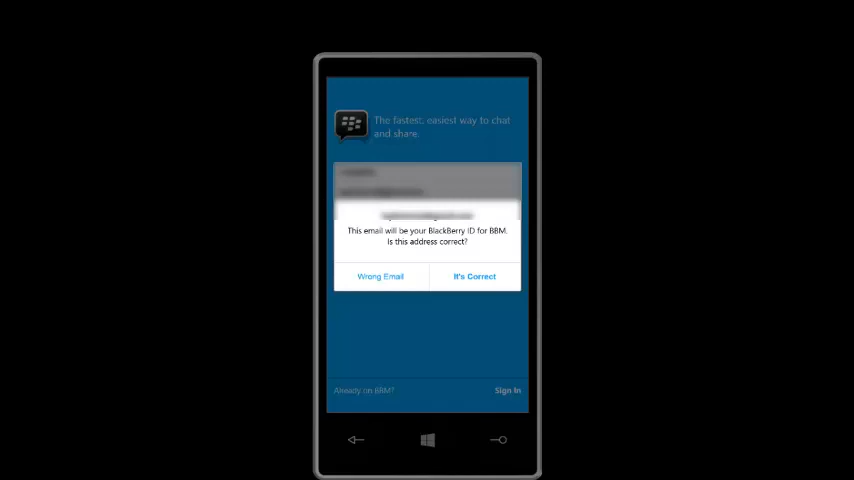 The fastest, easiest way to chat
and share.
This email will be your BlackBerry ID for BBM.
Is this address correct?
Wrong Email
It's Correct
Already on BBM?
Sign In